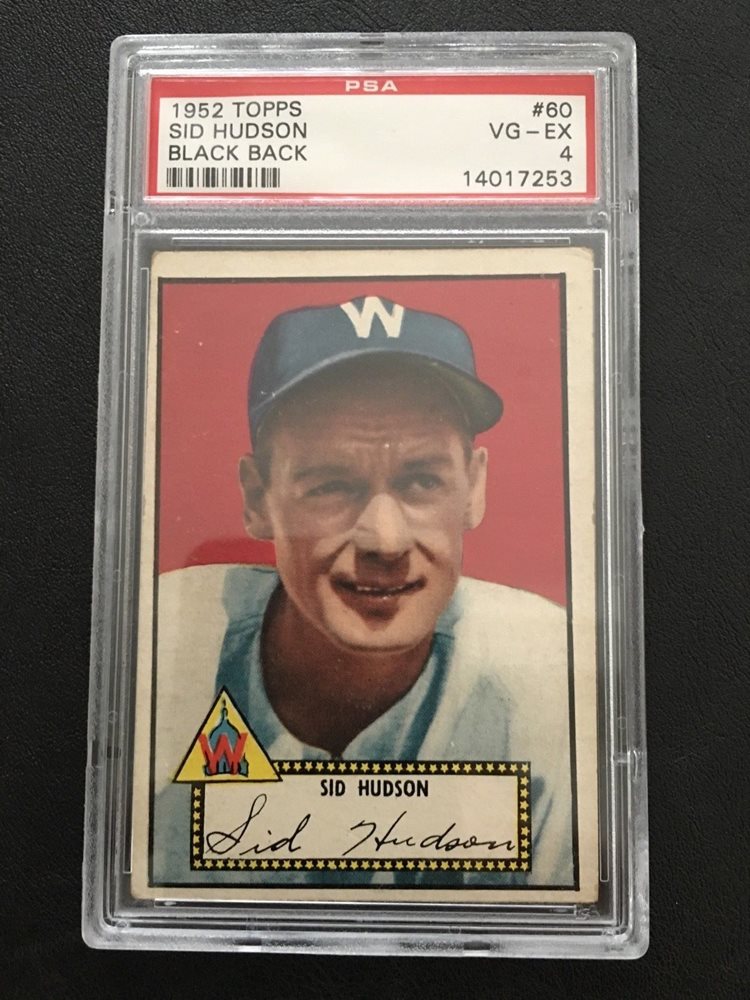 PSA
1952 TOPPS #60
SID HUDSON VG-EX
BLACK BACK 4
14017253
W
W
SID HUDSON
Sid Hudson